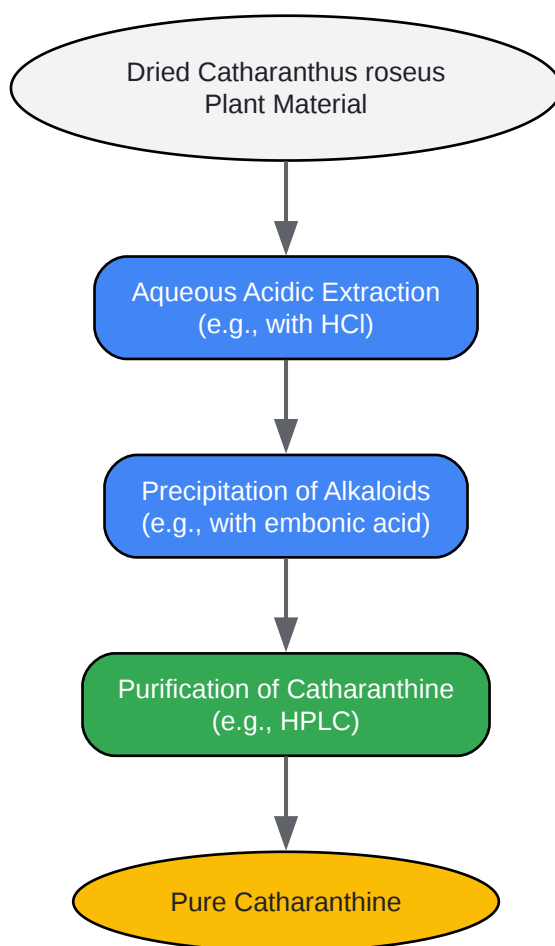 Dried Catharanthus roseus
Plant Material
Aqueous Acidic Extraction
(e.g., with HCl)
Precipitation of Alkaloids
(e.g., with embonic acid)
Purification of Catharanthine
(e.g., HPLC)
Pure Catharanthine